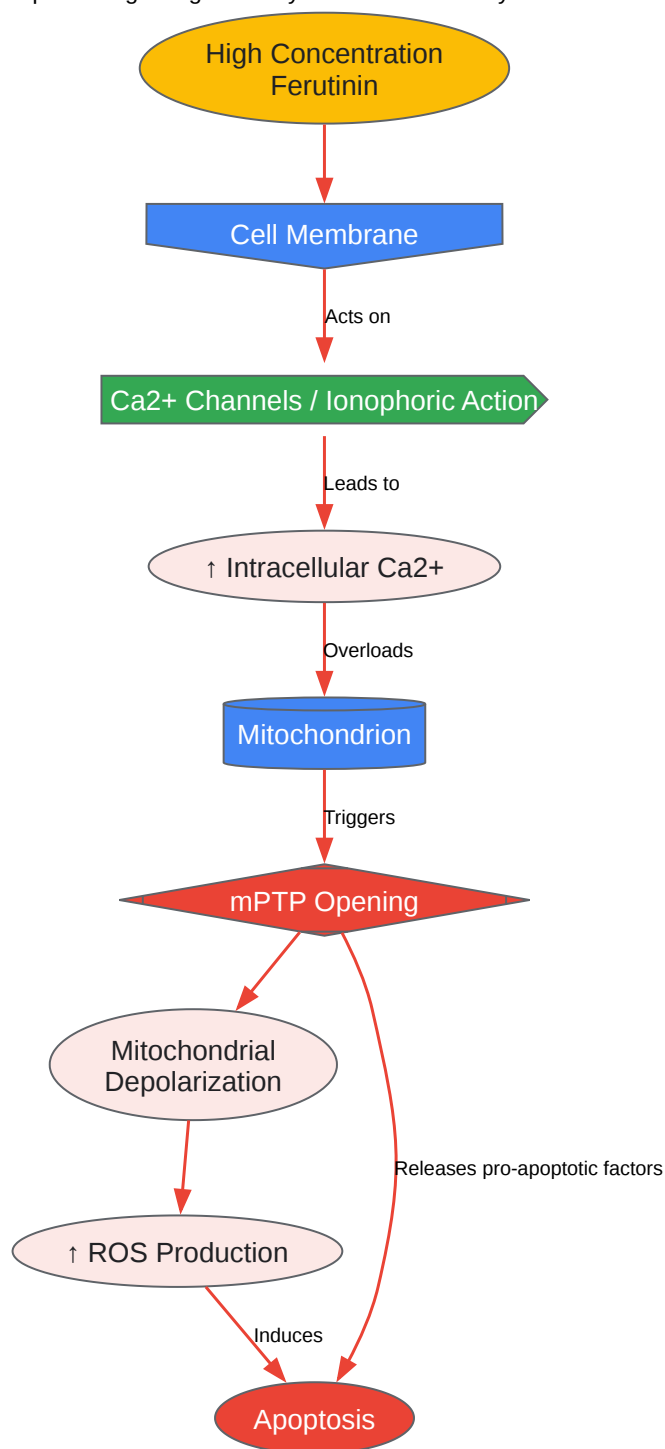 High Concentration
Ferutinin
Cell Membrane
Acts on
Ca2+ Channels / Ionophoric Action
Leads to
↑ Intracellular Ca2+
Overloads
Mitochondrion
Triggers
mPTP Opening
Mitochondrial
Depolarization
Releases pro-apoptotic factors
↑ ROS Production
Induces
Apoptosis